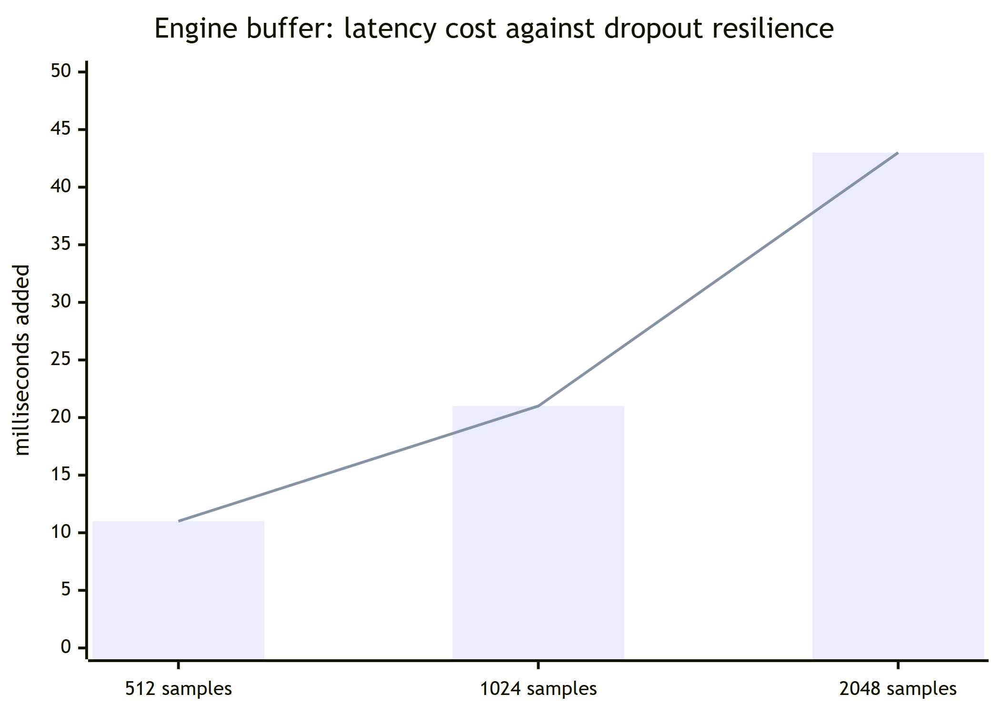 Engine buffer: latency cost against dropout resilience
milliseconds added
50
45
40
35
30
25
20
15
10
5
0
512 samples
1024 samples
2048 samples